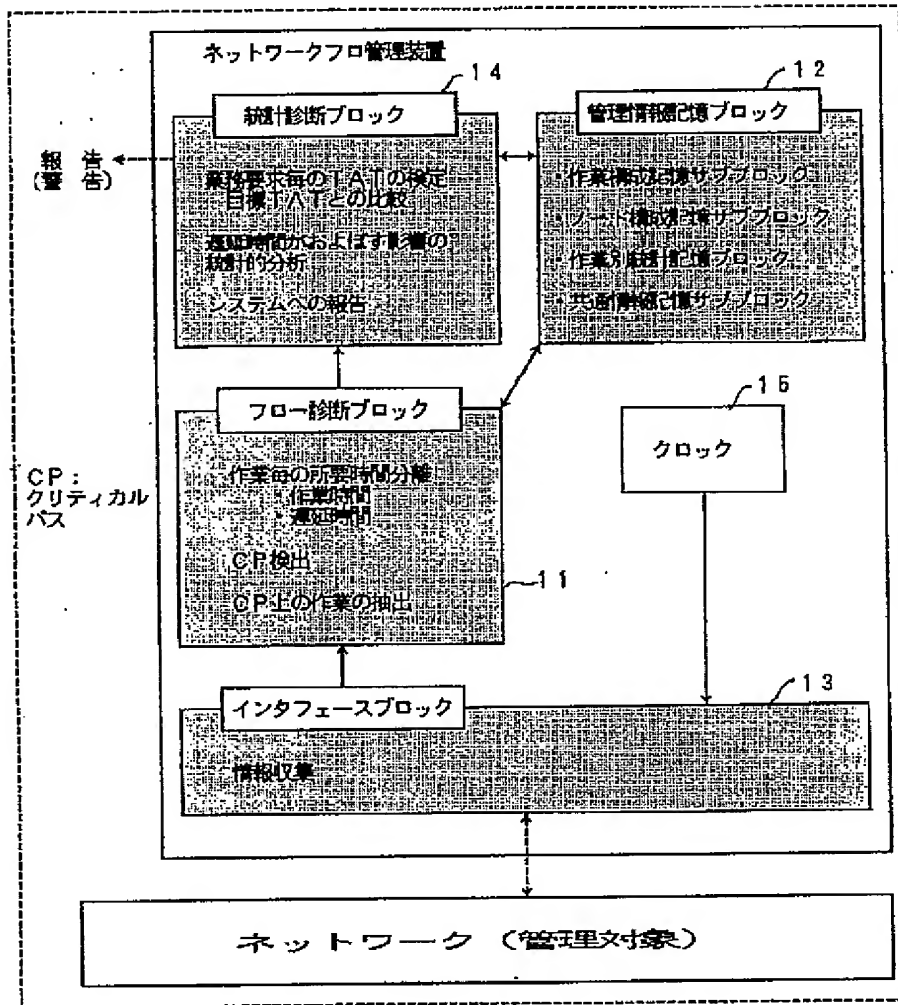 ネットワークフロ管理装置
14
12
統計診断ブロック
管理情報記憶ブロック
報 告
(警 告)
業務要求毎のTATの検定
目標TATとの比較
遅延時間がおよぼす影響の
統計的分析
システムへの報告
・作業構成記憶サブブロック
・ノート構成記憶サブブロック
・作業別統計記憶ブロック
・共通情報記憶サブブロック
フロー診断ブロック
15
クロック
CP:
クリティカル
パス
作業毎の所要時間分離
・作業時間
・遅延時間
CP検出
CP上の作業の抽出
11
インタフェースブロック
13
情報収集
ネットワーク(管理対象)